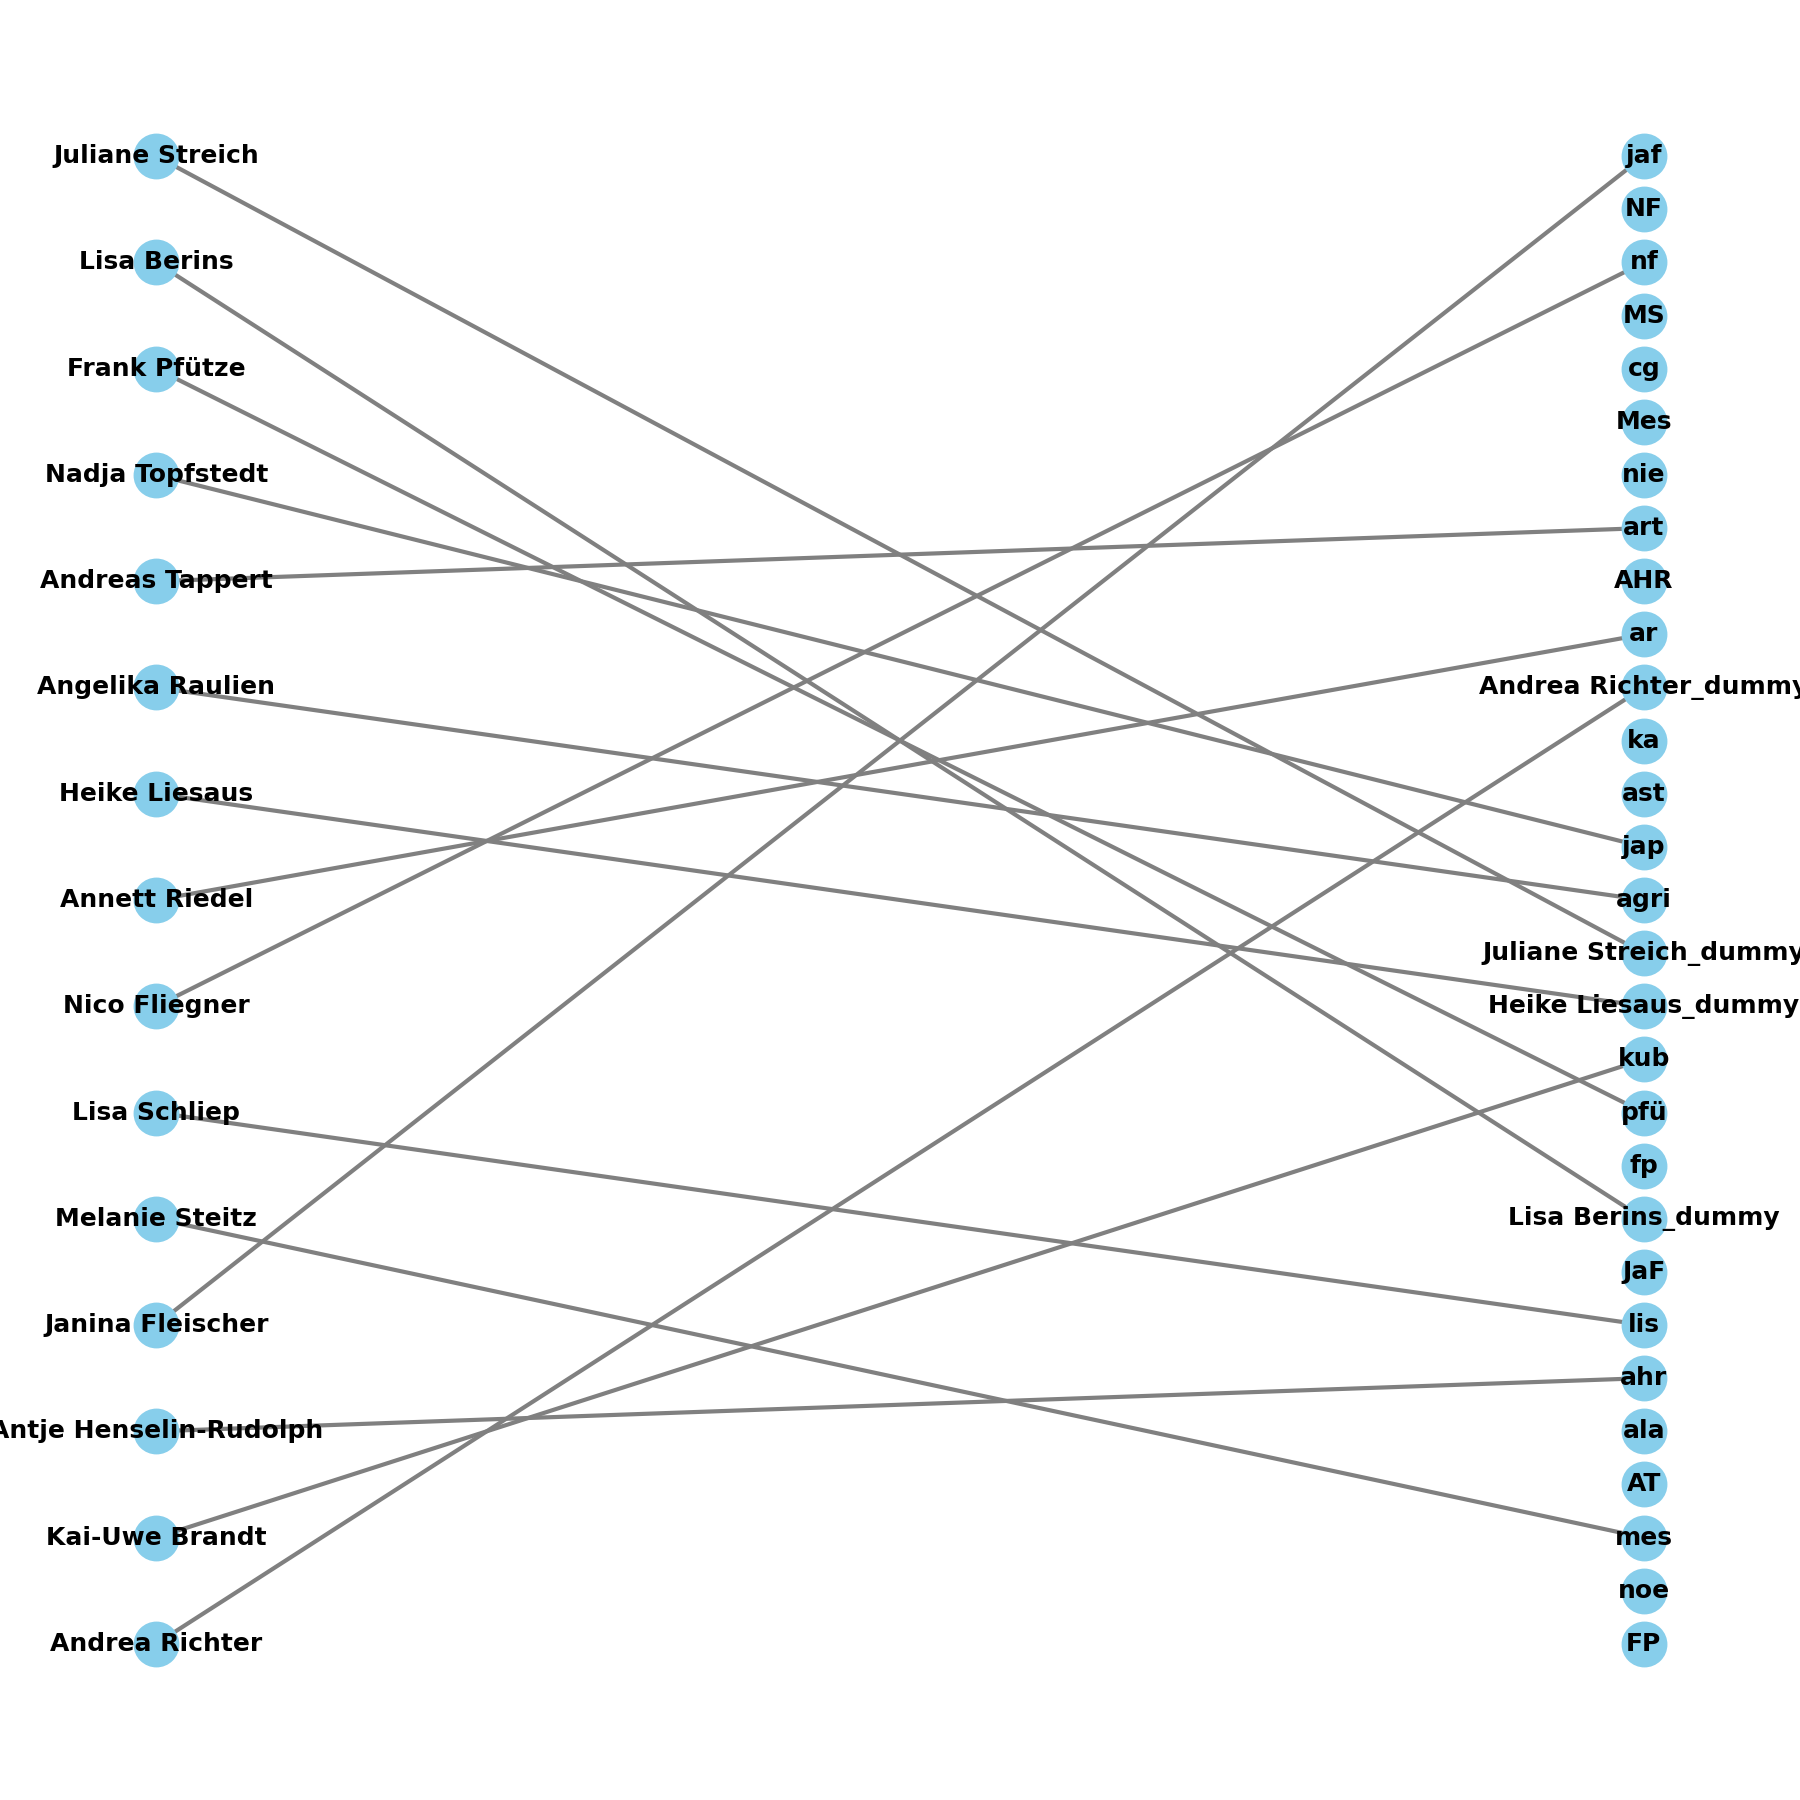 Juliane Streich
Lisa Berins
Frank Pfütze
Nadja Topfstedt
Andreas Tappert
Angelika Raulien
Heike Liesaus
Annett Riedel
Nico Fliegner
Lisa Schliep
Melanie Steitz
Janina Fleischer
Antje Henselin-Rudolph
Kai-Uwe Brandt
Andrea Richter
jaf
NF
nf
MS
cg
Mes
nie
art
AHR
ar
Andrea Richter_dummy
ka
ast
jap
agri
Juliane Streich_dummy
Heike Liesaus_dummy
kub
pfü
fp
Lisa Berins_dummy
JaF
lis
ahr
ala
AT
mes
noe
FP